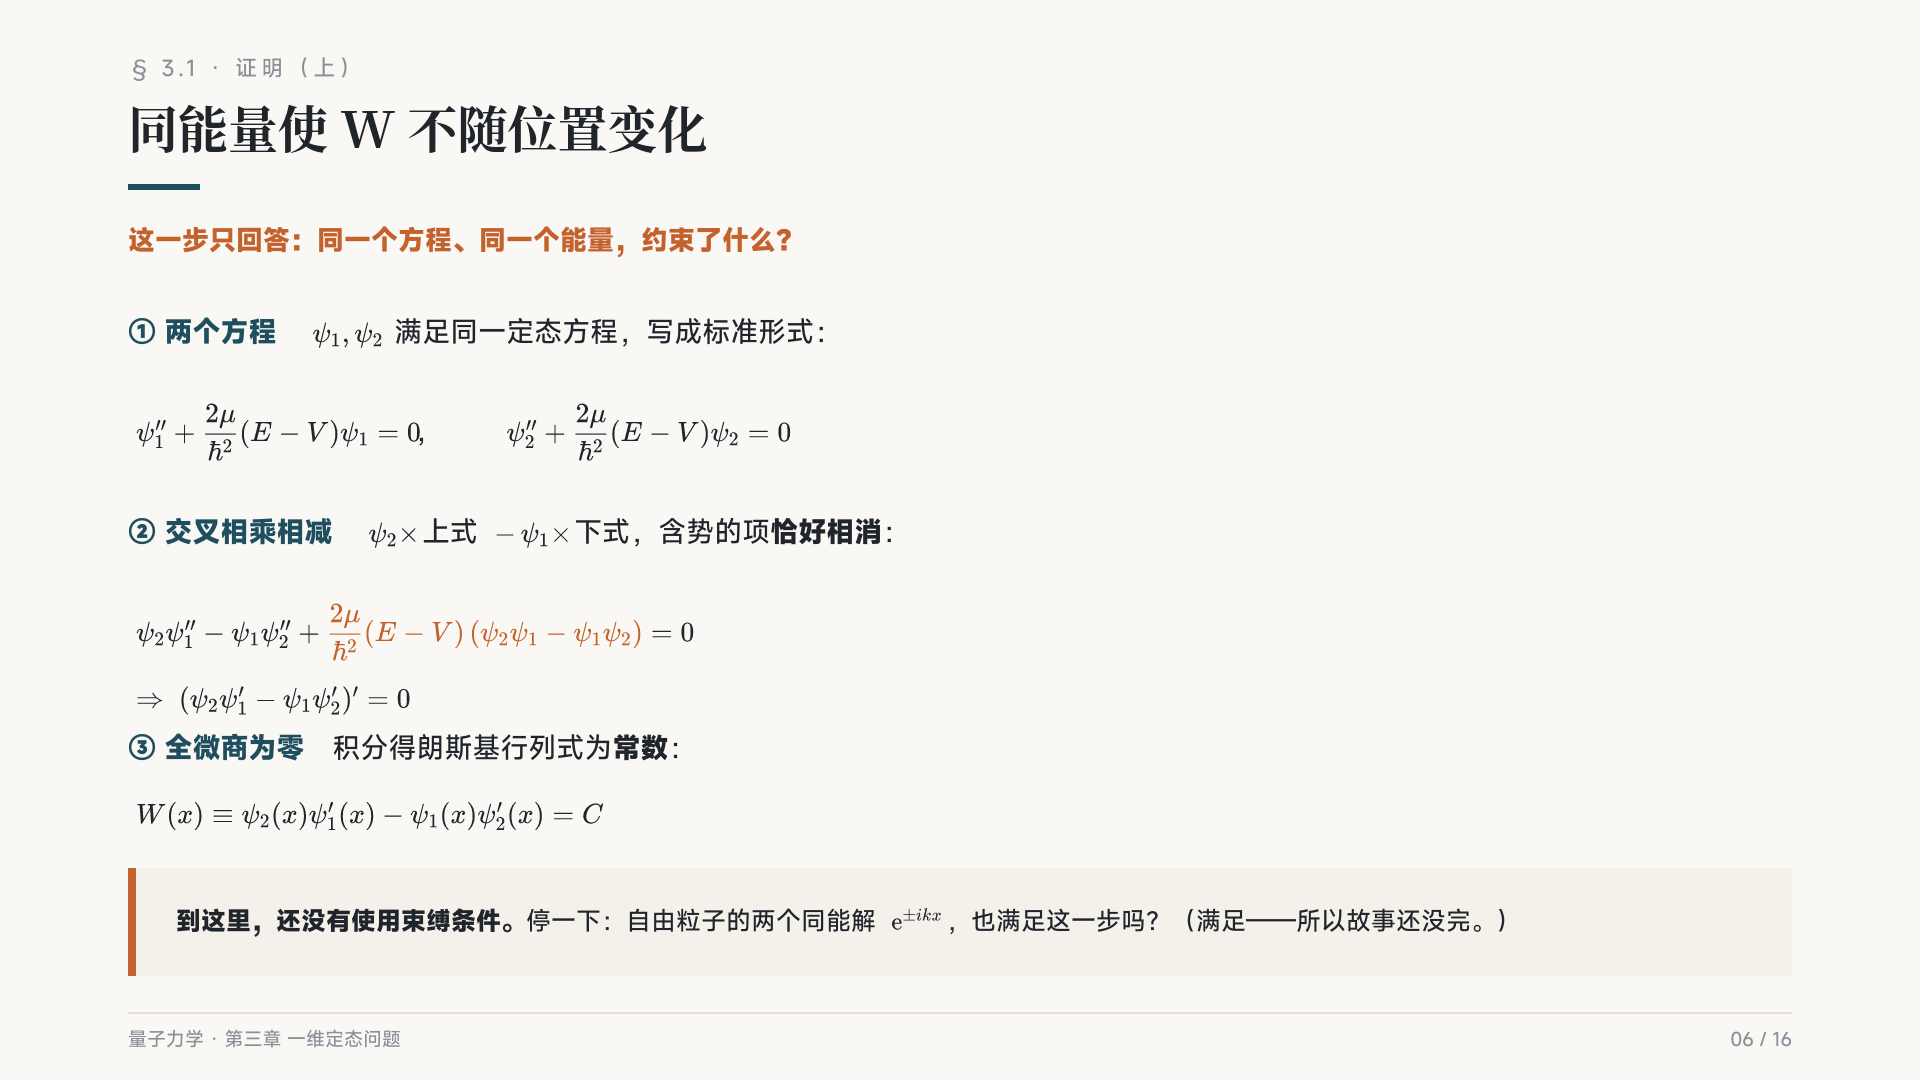 § 3.1 · 证明（上）
同能量使 W 不随位置变化
这一步只回答：同一个方程、同一个能量，约束了什么？
① 两个方程 ψ₁, ψ₂ 满足同一定态方程，写成标准形式：
ψ₁″ + 2μ/ħ² (E − V)ψ₁ = 0, ψ₂″ + 2μ/ħ² (E − V)ψ₂ = 0
② 交叉相乘相减 ψ₂× 上式 − ψ₁× 下式，含势的项恰好相消：
ψ₂ψ₁″ − ψ₁ψ₂″ + 2μ/ħ² (E − V) (ψ₂ψ₁ − ψ₁ψ₂) = 0
⇒ (ψ₂ψ₁′ − ψ₁ψ₂′)′ = 0
③ 全微商为零 积分得朗斯基行列式为常数：
W(x) ≡ ψ₂(x)ψ₁′(x) − ψ₁(x)ψ₂′(x) = C
到这里，还没有使用束缚条件。停一下：自由粒子的两个同能解 e^{±ikx}，也满足这一步吗？（满足——所以故事还没完。）
量子力学 · 第三章 一维定态问题
06 / 16